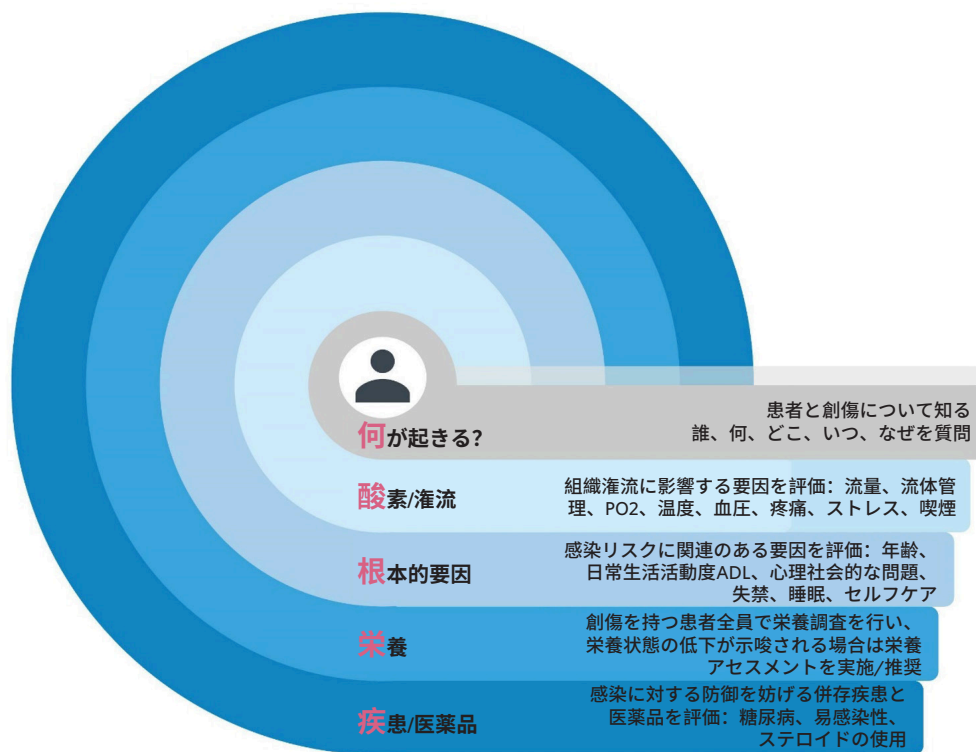 何が起きる？
患者と創傷について知る
誰、何、どこ、いつ、なぜを質問
酸素/潅流
組織潅流に影響する要因を評価：流量、流体管
理、PO2、温度、血圧、疼痛、ストレス、喫煙
根本的要因
感染リスクに関連のある要因を評価：年齢、
日常生活活動度ADL、心理社会的な問題、
失禁、睡眠、セルフケア
栄養
創傷を持つ患者全員で栄養調査を行い、
栄養状態の低下が示唆される場合は栄養
アセスメントを実施/推奨
疾患/医薬品
感染に対する防御を妨げる併存疾患と
医薬品を評価：糖尿病、易感染性、
ステロイドの使用